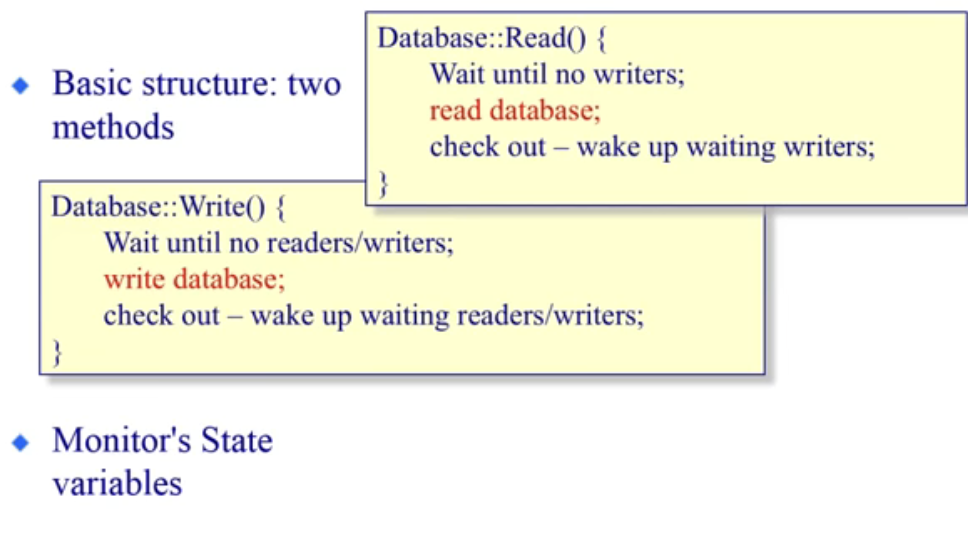 Database::Read() {
Wait until no writers;
read database;
check out – wake up waiting writers;
}
Basic structure: two
methods
Database::Write() {
Wait until no readers/writers;
write database;
check out – wake up waiting readers/writers;
}
Monitor's State
variables